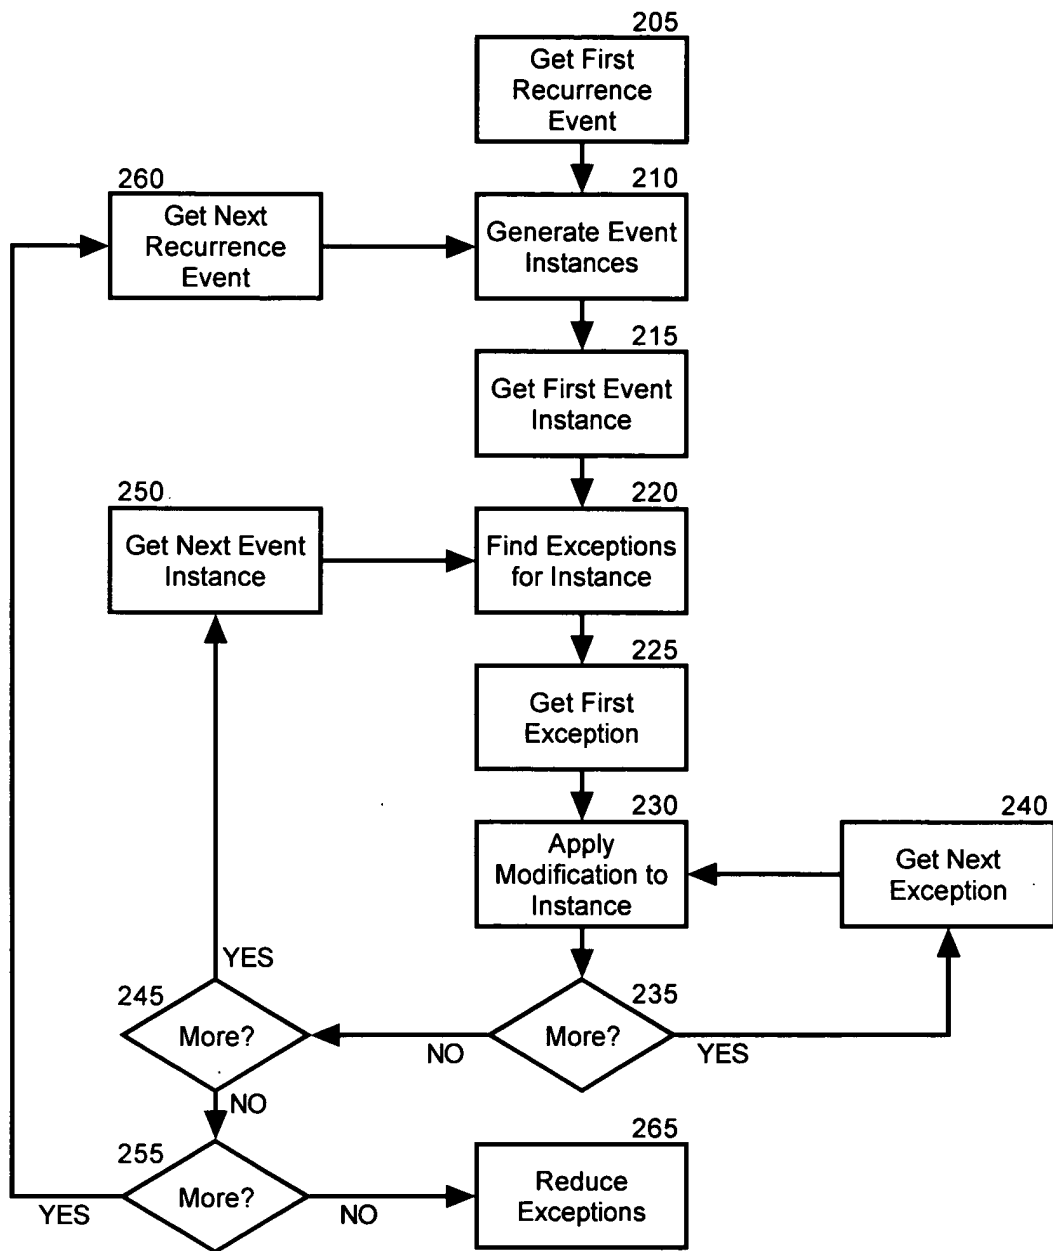 205
Get First
Recurrence
Event
260
Get Next
Recurrence
Event
210
Generate Event
Instances
215
Get First Event
Instance
250
Get Next Event
Instance
220
Find Exceptions
for Instance
225
Get First
Exception
230
Apply
Modification to
Instance
240
Get Next
Exception
YES
245
More?
NO
235
More?
YES
NO
255
More?
YES
NO
265
Reduce
Exceptions